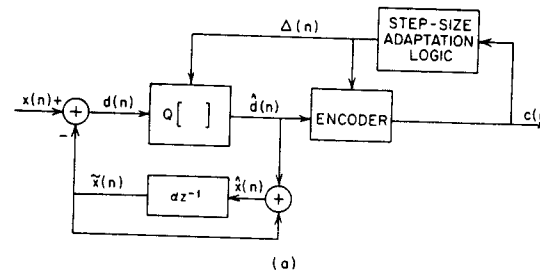 STEP-SIZE
ADAPTATION
LOGIC
Δ(n)
x(n)+
d(n)
Q[ ]
d̂(n)
ENCODER
c(
−
x̃(n)
αz⁻¹
x̂(n)
+
+
(a)